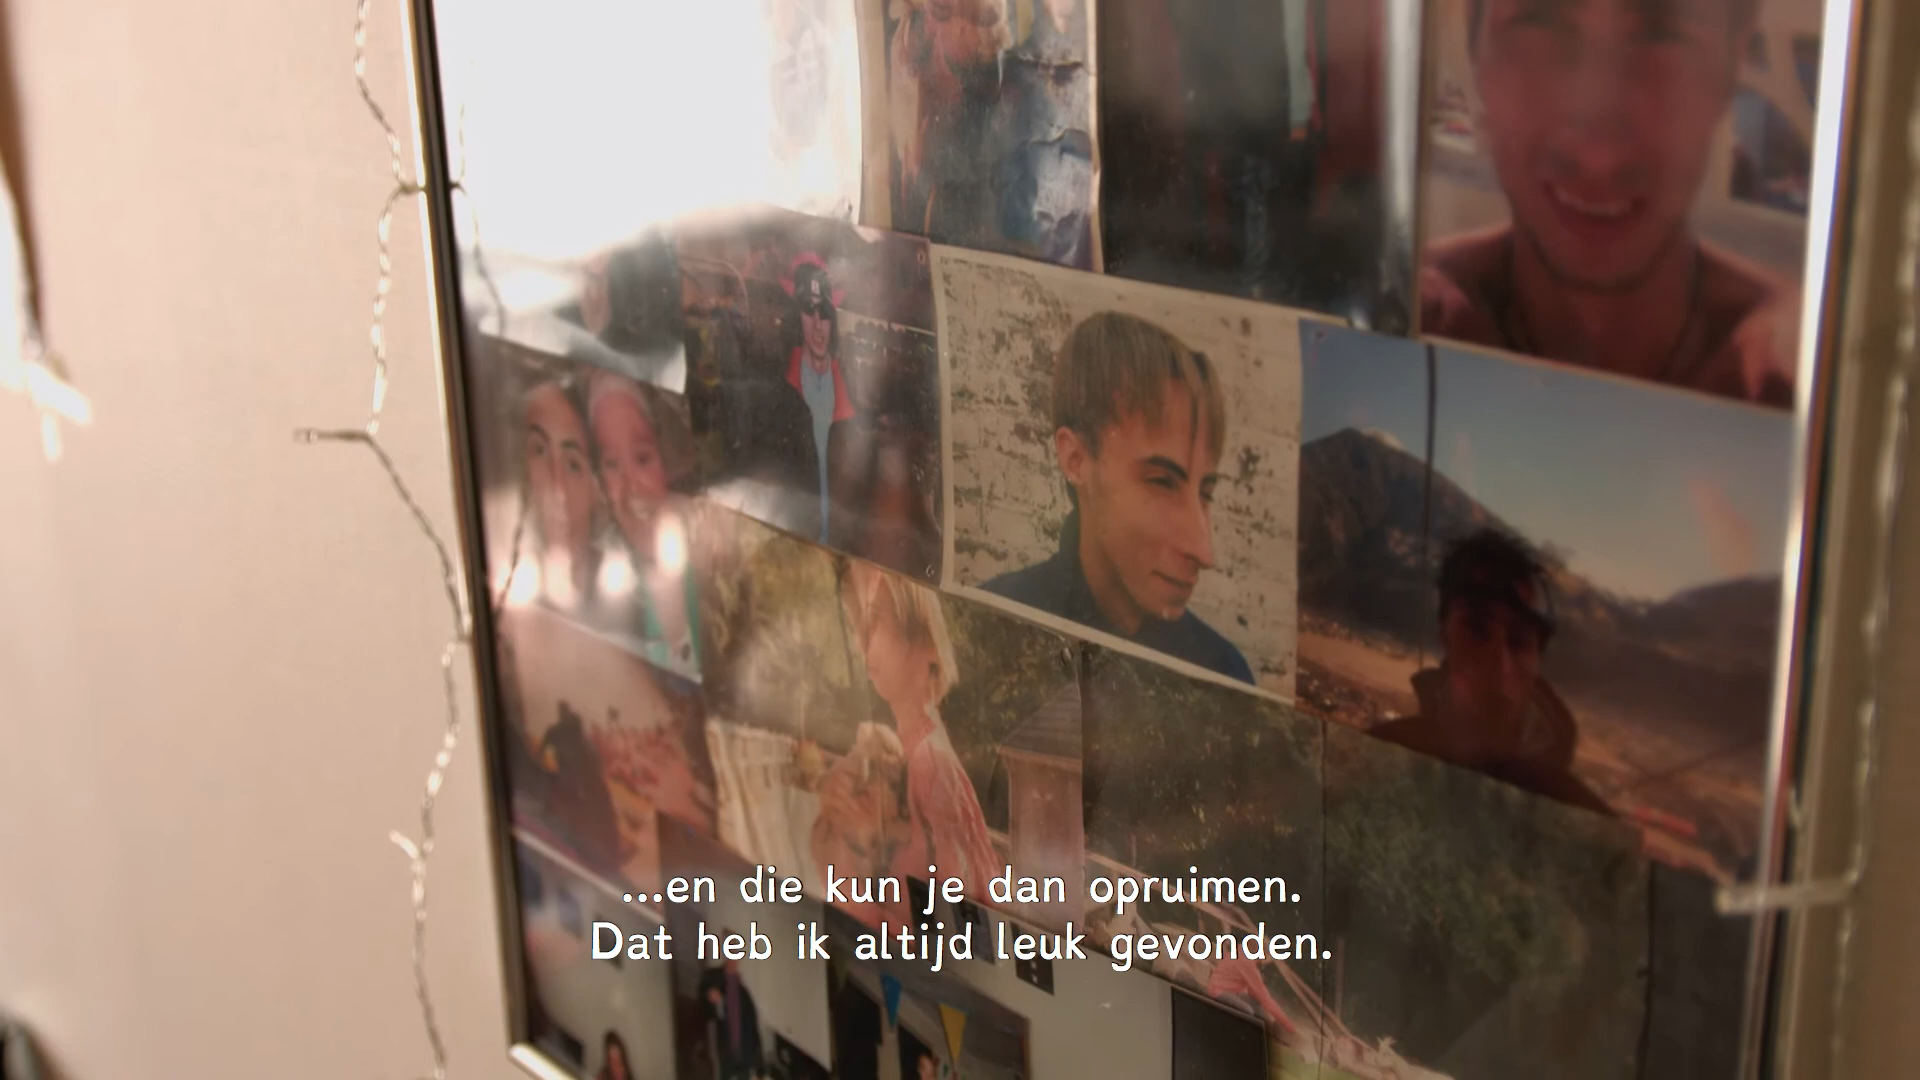 ...en die kun je dan opruimen.
Dat heb ik altijd leuk gevonden.